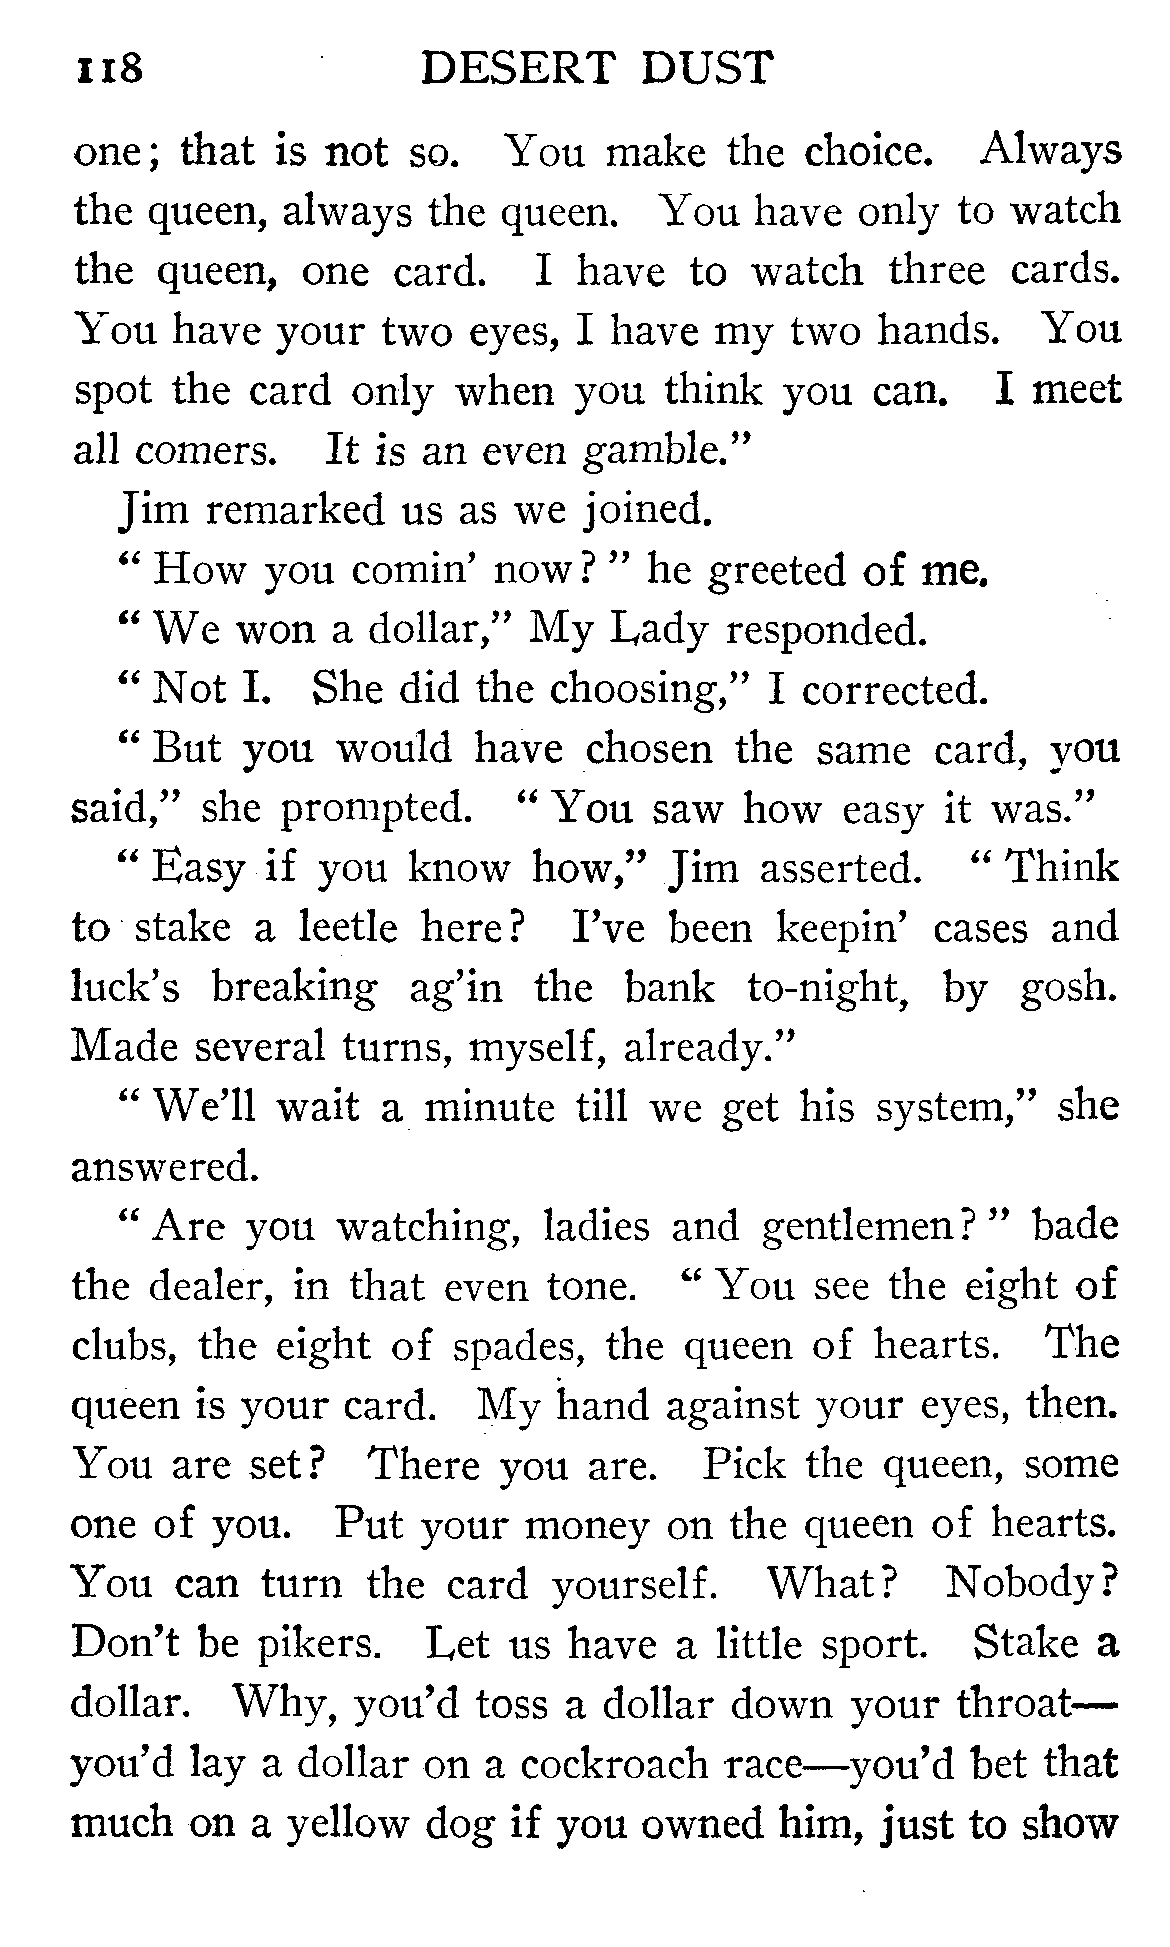 118 DESERT DUST
one; that is not so. You make the choice. Always
the queen, always the queen. You have only to watch
the queen, one card. I have to watch three cards.
You have your two eyes, I have my two hands. You
spot the card only when you think you can. I meet
all comers. It is an even gamble.”
Jim remarked us as we joined.
“ How you comin’ now? ” he greeted of me.
“ We won a dollar,” My Lady responded.
“ Not I. She did the choosing,” I corrected.
“ But you would have chosen the same card, you
said,” she prompted. “ You saw how easy it was.”
“ Easy if you know how,” Jim asserted. “ Think
to stake a leetle here? I’ve been keepin’ cases and
luck’s breaking ag’in the bank to-night, by gosh.
Made several turns, myself, already.”
“ We’ll wait a minute till we get his system,” she
answered.
“ Are you watching, ladies and gentlemen? ” bade
the dealer, in that even tone. “ You see the eight of
clubs, the eight of spades, the queen of hearts. The
queen is your card. My hand against your eyes, then.
You are set? There you are. Pick the queen, some
one of you. Put your money on the queen of hearts.
You can turn the card yourself. What? Nobody?
Don’t be pikers. Let us have a little sport. Stake a
dollar. Why, you’d toss a dollar down your throat—
you’d lay a dollar on a cockroach race—you’d bet that
much on a yellow dog if you owned him, just to show